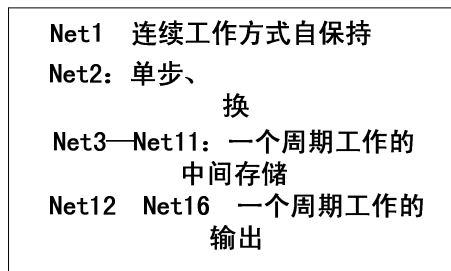 Net1 连续工作方式自保持
Net2：单步、
换
Net3—Net11：一个周期工作的
中间存储
Net12 Net16 一个周期工作的
输出